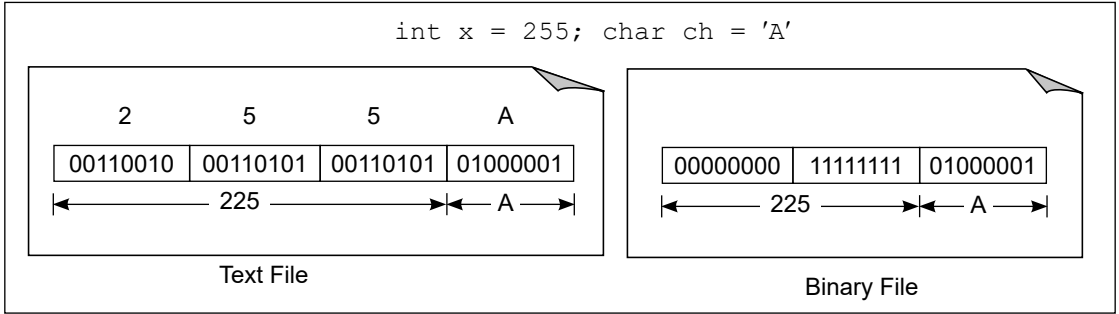 int x = 255; char ch = ′A′
2 5 5 A
00110010 00110101 00110101 01000001
225 A
Text File
00000000 11111111 01000001
225 A
Binary File